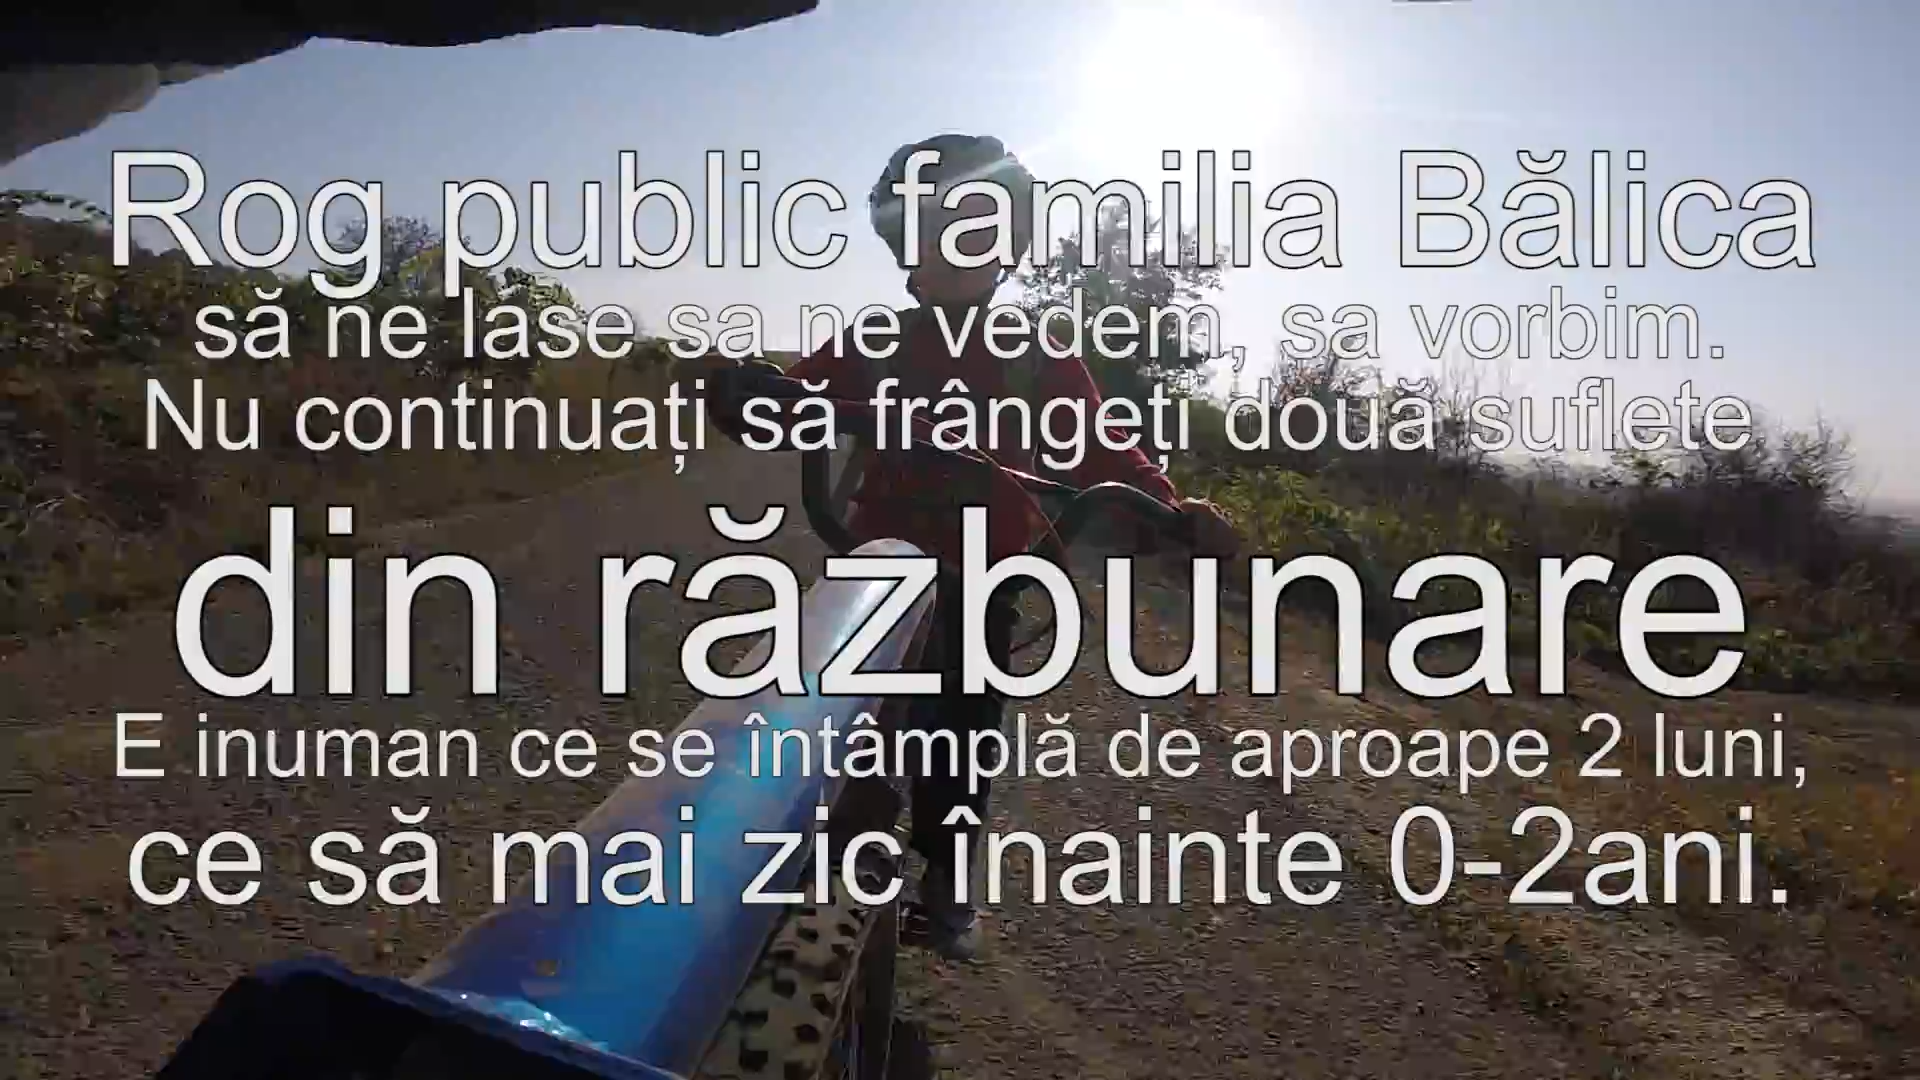 Rog public familia Bălica
să ne lase sa ne vedem, sa vorbim.
Nu continuați să frângeți două suflete
din răzbunare
E inuman ce se întâmplă de aproape 2 luni,
ce să mai zic înainte 0-2ani.